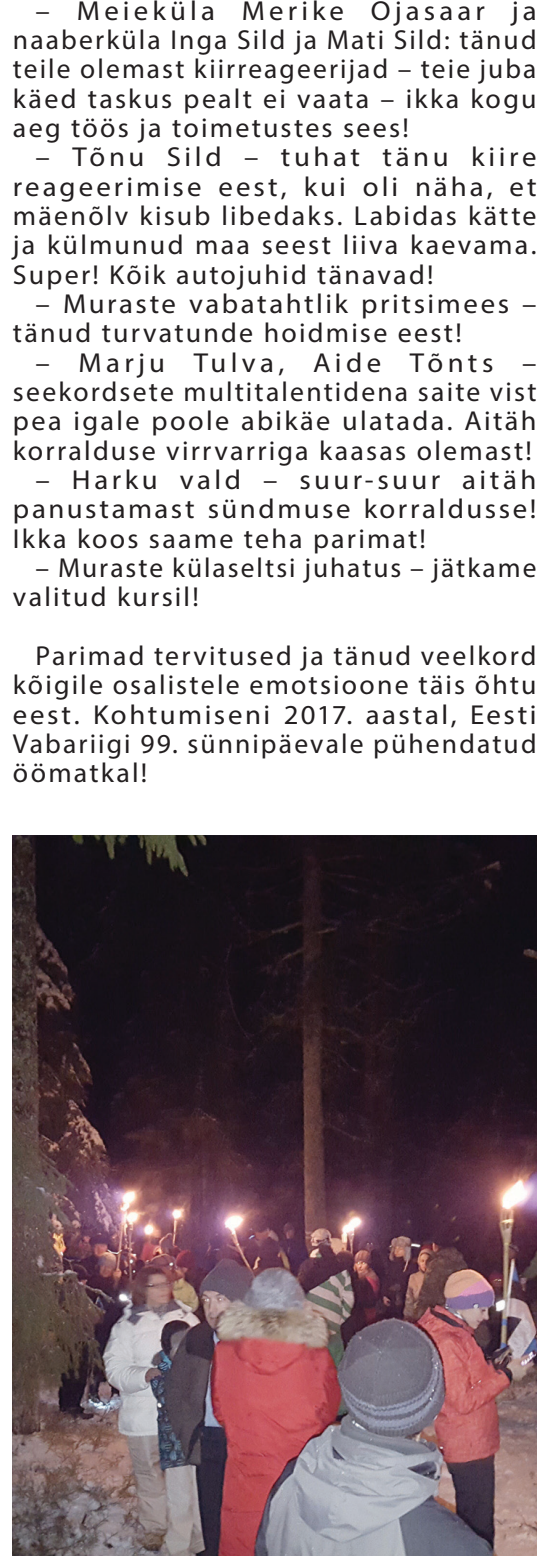 – Meieküla Merike Ojasaar ja
naaberküla Inga Sild ja Mati Sild: tänud
teile olemast kiirreageerijad – teie juba
käed taskus pealt ei vaata – ikka kogu
aeg töös ja toimetustes sees!
– Tõnu Sild – tuhat tänu kiire
reageerimise eest, kui oli näha, et
mäenõlv kisub libedaks. Labidas kätte
ja külmunud maa seest liiva kaevama.
Super! Kõik autojuhid tänavad!
– Muraste vabatahtlik pritsimees –
tänud turvatunde hoidmise eest!
– Marju Tulva, Aide Tõnts –
seekordsete multitalentidena saite vist
pea igale poole abikäe ulatada. Aitäh
korralduse virrvarriga kaasas olemast!
– Harku vald – suur-suur aitäh
panustamast sündmuse korraldusse!
Ikka koos saame teha parimat!
– Muraste külaseltsi juhatus – jätkame
valitud kursil!
Parimad tervitused ja tänud veelkord
kõigile osalistele emotsioone täis õhtu
eest. Kohtumiseni 2017. aastal, Eesti
Vabariigi 99. sünnipäevale pühendatud
öömatkal!